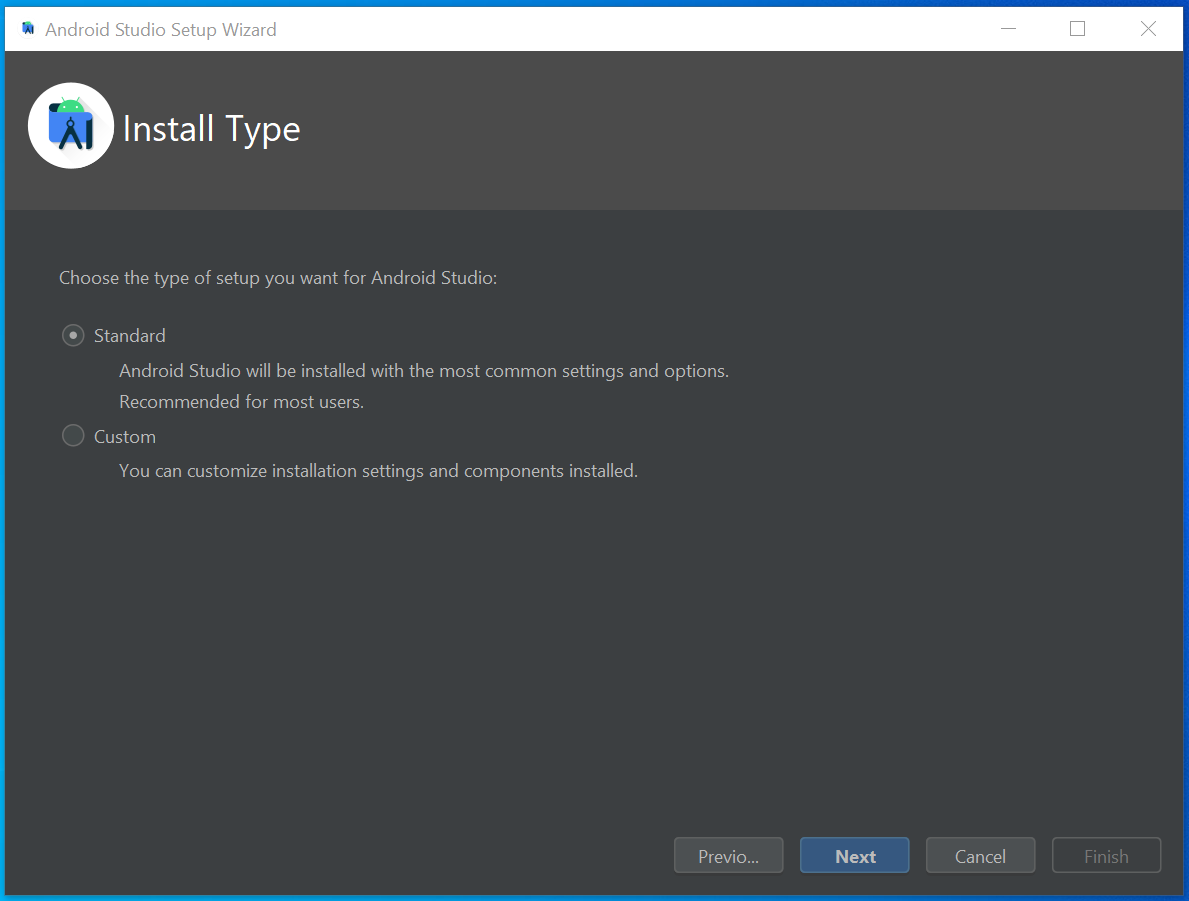 Android Studio Setup Wizard
Install Type
Choose the type of setup you want for Android Studio:
Standard
Android Studio will be installed with the most common settings and options.
Recommended for most users.
Custom
You can customize installation settings and components installed.
Previo... Next Cancel Finish